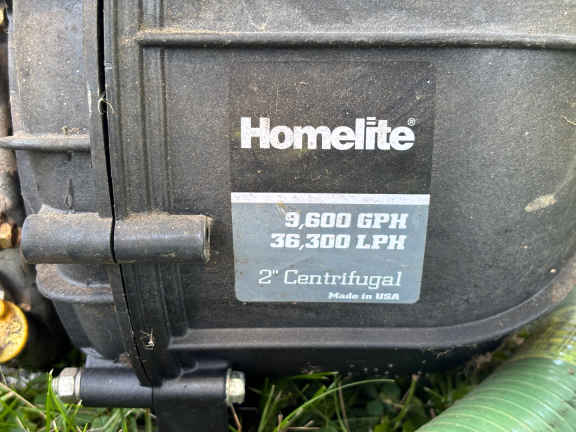 Homelite®
9,600 GPH
36,300 LPH
2" Centrifugal
Made in USA